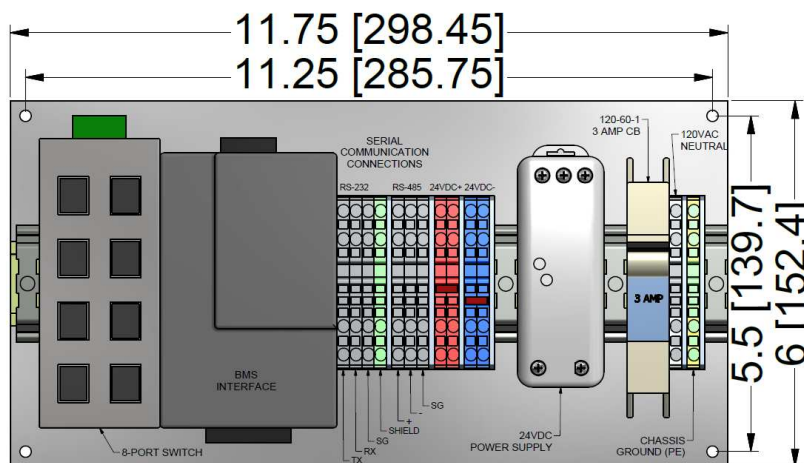 11.75 [298.45]
11.25 [285.75]
SERIAL
COMMUNICATION
CONNECTIONS
RS-232
RS-485
24VDC+
24VDC-
120-60-1
3 AMP CB
120VAC
NEUTRAL
3 AMP
5.5 [139.7]
6 [152.4]
BMS
INTERFACE
8-PORT SWITCH
TX
RX
SG
SHIELD
+
-
SG
24VDC
POWER SUPPLY
CHASSIS
GROUND (PE)